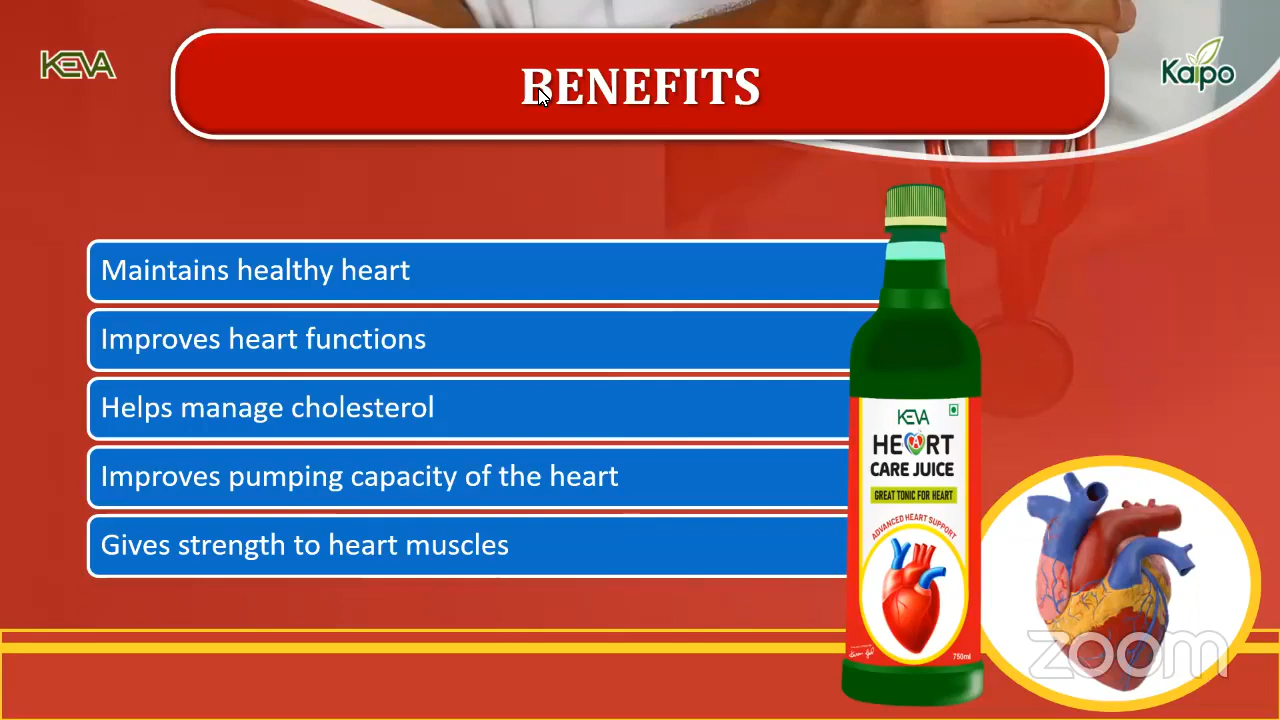 KEVA
BENEFITS
Kaipo
Maintains healthy heart
Improves heart functions
Helps manage cholesterol
Improves pumping capacity of the heart
Gives strength to heart muscles
KEVA
HEART
CARE JUICE
GREAT TONIC FOR HEART
ADVANCED HEART SUPPORT
750ml
zoom